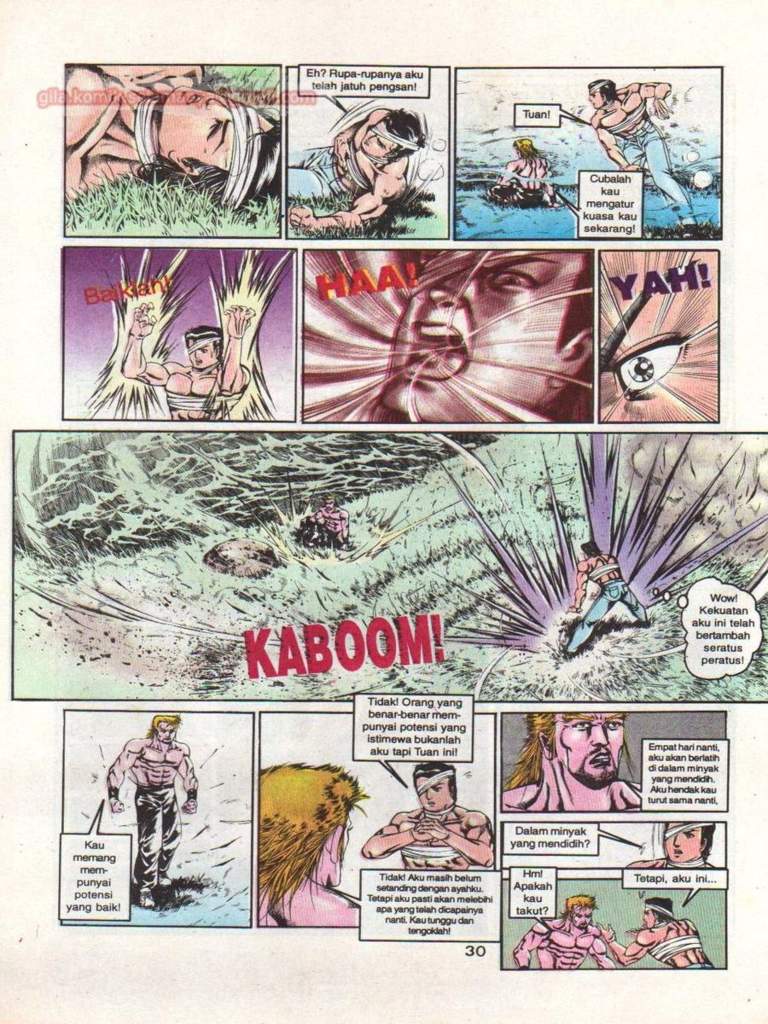 Eh? Rupa-rupanya aku
telah jatuh pengsan!
Tuan!
Cubalah
kau
mengatur
kuasa kau
sekarang!
Baiklah!
HAA!
YAH!
KABOOM!
Wow!
Kekuatan
aku ini telah
bertambah
seratus
peratus!
Kau
memang
mem-
punyai
potensi
yang baik!
Tidak! Orang yang
benar-benar mem-
punyai potensi yang
istimewa bukanlah
aku tapi Tuan ini!
Tidak! Aku masih belum
setanding dengan ayahku.
Tetapi aku pasti akan melebihi
apa yang telah dicapainya
nanti. Kau tunggu dan
tengoklah!
Empat hari nanti,
aku akan berlatih
di dalam minyak
yang mendidih.
Aku hendak kau
turut sama nanti.
Dalam minyak
yang mendidih?
Tetapi, aku ini...
Hm!
Apakah
kau
takut?
30